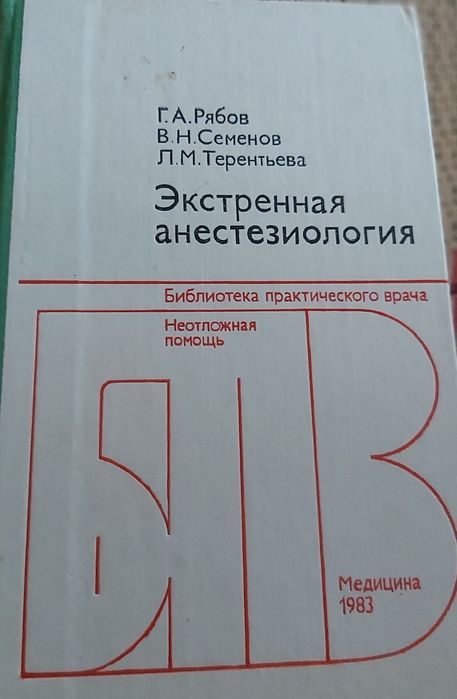 Г.А.Рябов
В.Н.Семенов
Л.М.Терентьева
Экстренная
анестезиология
Библиотека практического врача
Неотложная
помощь
БПВ
Медицина
1983